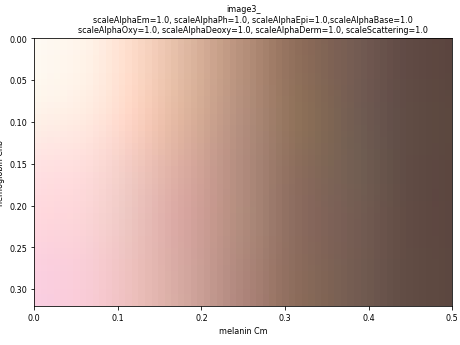 image3_
scaleAlphaEm=1.0, scaleAlphaPh=1.0, scaleAlphaEpi=1.0,scaleAlphaBase=1.0
scaleAlphaOxy=1.0, scaleAlphaDeoxy=1.0, scaleAlphaDerm=1.0, scaleScattering=1.0
0.00
0.05
0.10
0.15
0.20
0.25
0.30
0.0 0.1 0.2 0.3 0.4 0.5
melanin Cm